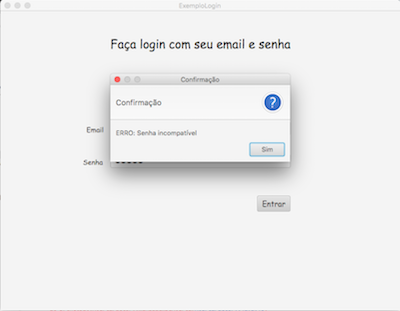 ExemploLogin
Faça login com seu email e senha
Confirmação
Confirmação
ERRO: Senha incompatível
Sim
Email
Senha
Entrar